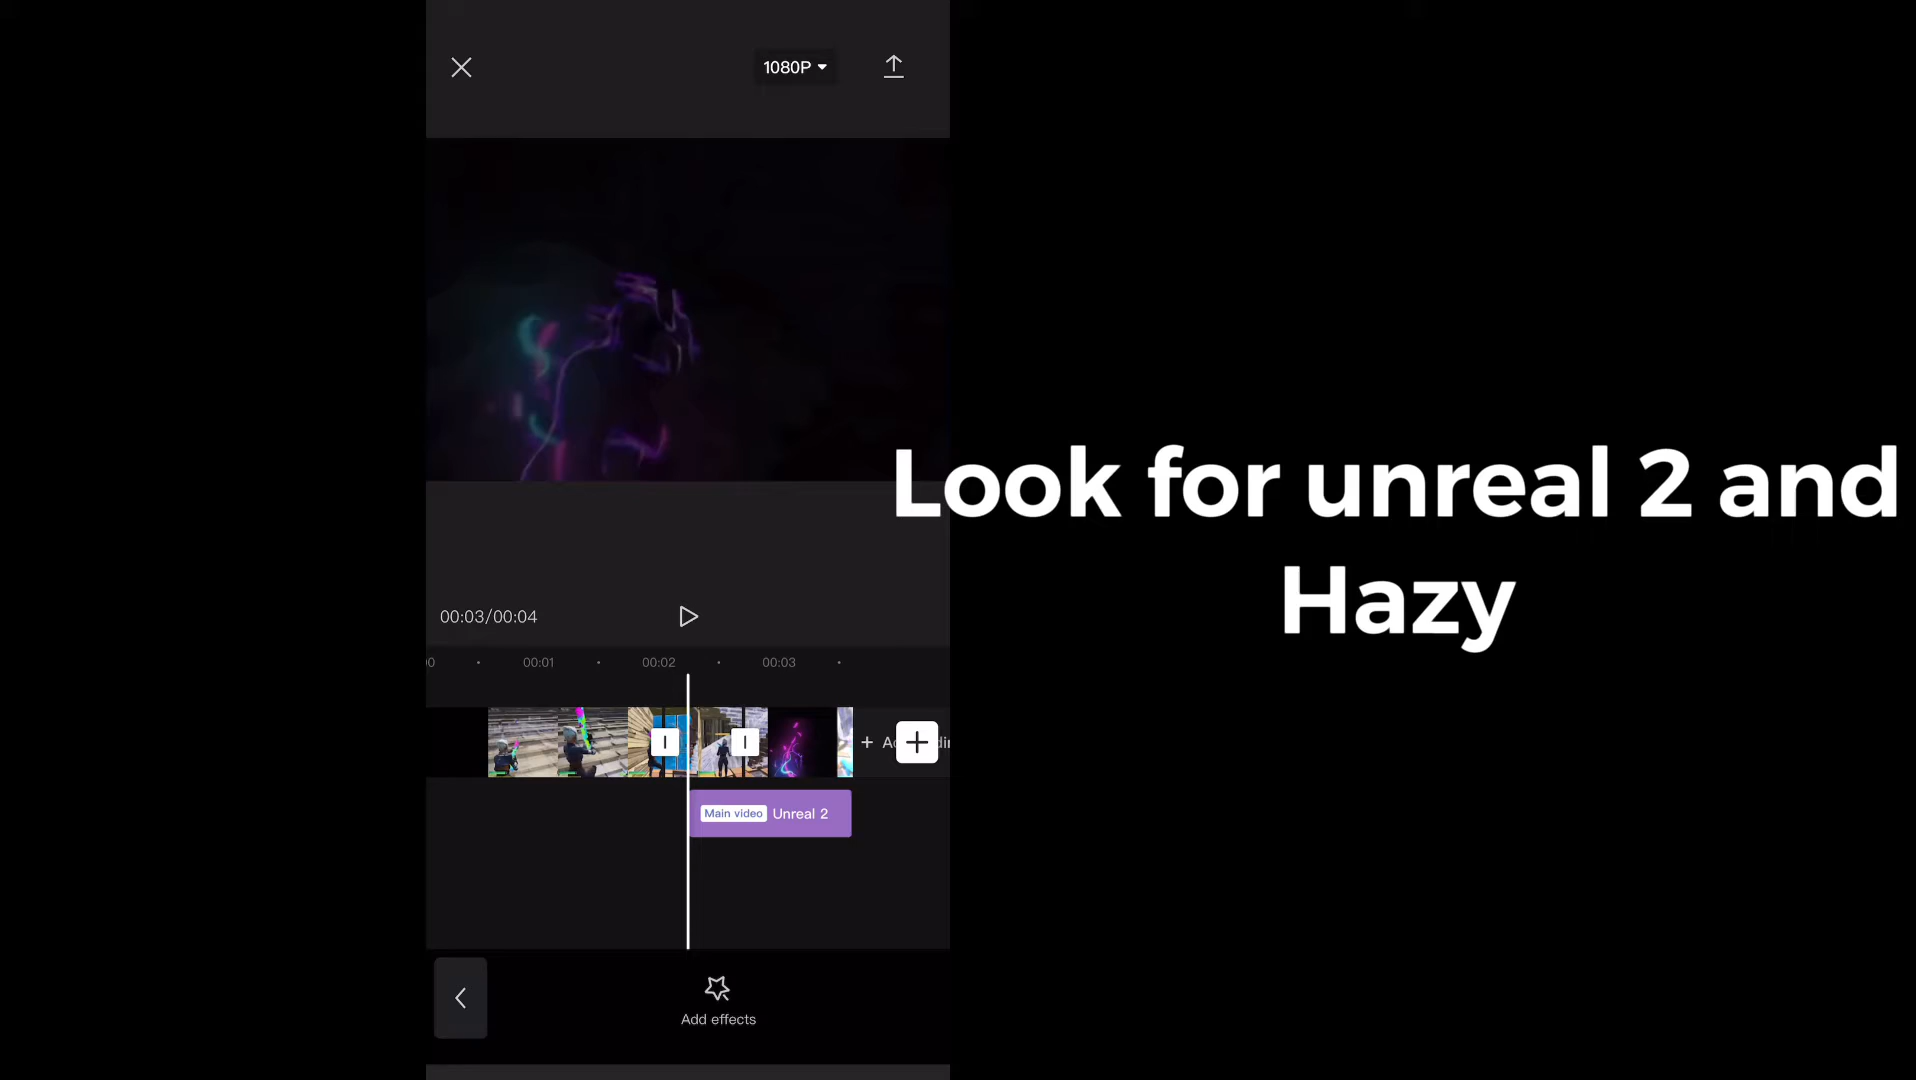 1080P
Look for unreal 2 and
Hazy
00:03/00:04
00:01
00:02
00:03
Main video Unreal 2
Add effects